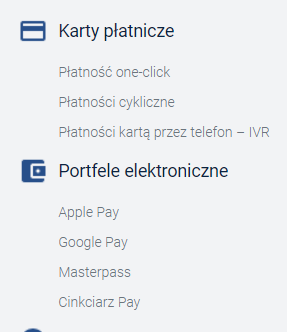 Karty płatnicze
Płatność one-click
Płatności cykliczne
Płatności kartą przez telefon – IVR
Portfele elektroniczne
Apple Pay
Google Pay
Masterpass
Cinkciarz Pay